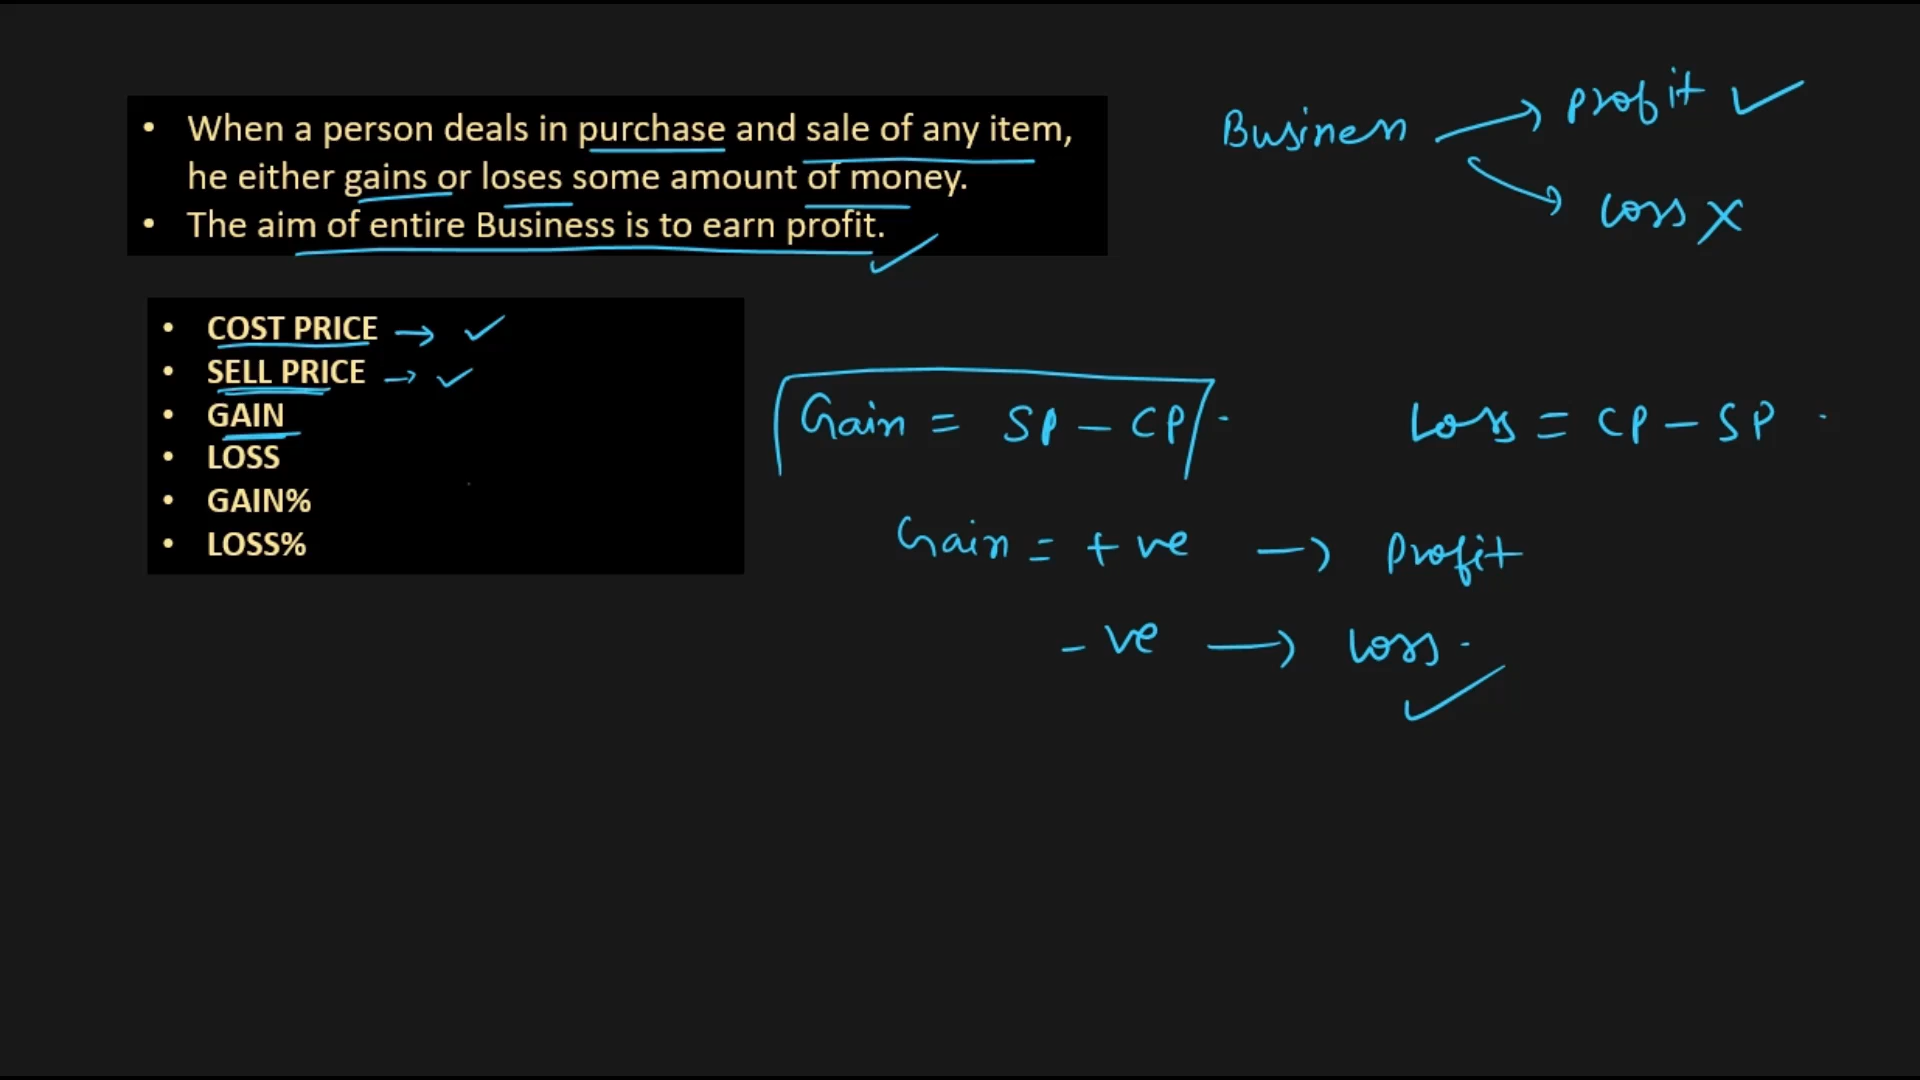 • When a person deals in purchase and sale of any item,
he either gains or loses some amount of money.
• The aim of entire Business is to earn profit.
Business → profit ✓
→ Loss X
• COST PRICE → ✓
• SELL PRICE → ✓
• GAIN
• LOSS
• GAIN%
• LOSS%
Gain = SP - CP
Loss = CP - SP
Gain = +ve → Profit
-ve → Loss